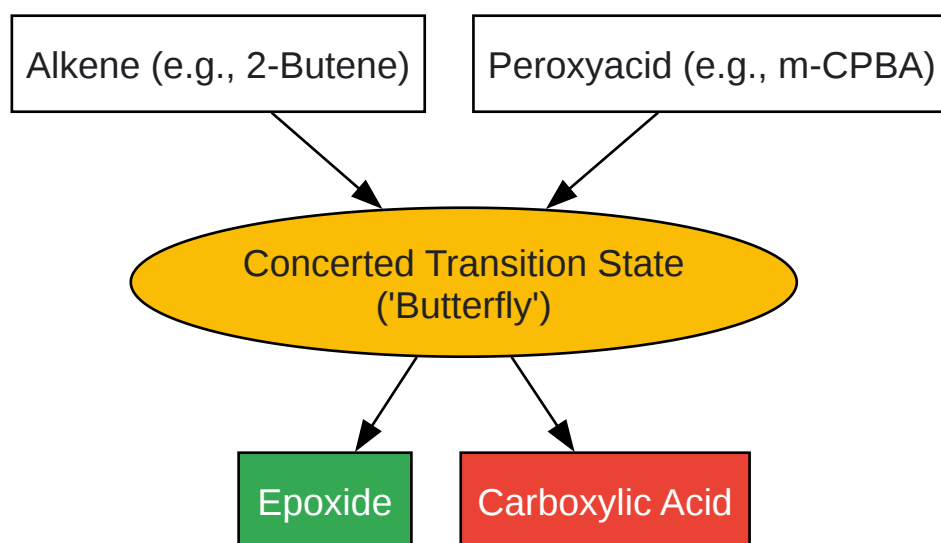 Alkene (e.g., 2-Butene)
Peroxyacid (e.g., m-CPBA)
Concerted Transition State
('Butterfly')
Epoxide
Carboxylic Acid